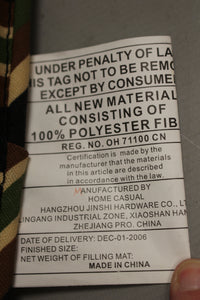 UNDER PENALTY OF LA
IS TAG NOT TO BE REMO
EXCEPT BY CONSUME
ALL NEW MATERIAL
CONSISTING OF
100% POLYESTER FIB
REG. NO. OH 71100 CN
Certification is made by the
manufacturer that the materials
in this article are described
in accordance with the law.
MANUFACTURED BY
HOME CASUAL
HANGZHOU JINSHI HARDWARE CO., LT
LINGANG INDUSTRIAL ZONE, XIAOSHAN HAN
ZHEJIANG PRO. CHINA
DATE OF DELIVERY: DEC-01-2006
FINISHED SIZE:
NET WEIGHT OF FILLING MAT:
MADE IN CHINA